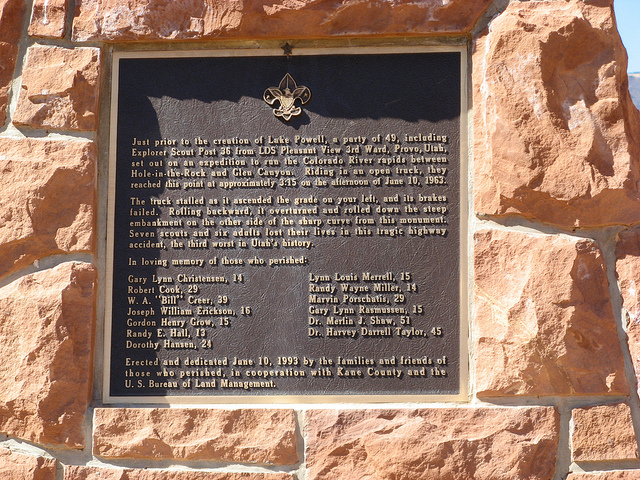 Just prior to the creation of Lake Powell, a party of 49, including
Explorer Scout Post 36 from LDS Pleasant View 3rd Ward, Provo, Utah,
set out on an expedition to run the Colorado River rapids between
Hole-in-the-Rock and Glen Canyon. Riding in an open truck, they
reached this point at approximately 3:15 on the afternoon of June 10, 1963.
The truck stalled as it ascended the grade on your left, and its brakes
failed. Rolling backward, it overturned and rolled down the steep
embankment on the other side of the sharp curve from this monument.
Seven scouts and six adults lost their lives in this tragic highway
accident, the third worst in Utah's history.
In loving memory of those who perished:
Gary Lynn Christensen, 14
Robert Cook, 29
W. A. "Bill" Creer, 39
Joseph William Erickson, 16
Gordon Henry Grow, 15
Randy E. Hall, 13
Dorothy Hansen, 24
Lynn Louis Merrell, 15
Randy Wayne Miller, 14
Marvin Porschatis, 29
Gary Lynn Rasmussen, 15
Dr. Merlin J. Shaw, 51
Dr. Harvey Darrell Taylor, 45
Erected and dedicated June 10, 1993 by the families and friends of
those who perished, in cooperation with Kane County and the
U. S. Bureau of Land Management.